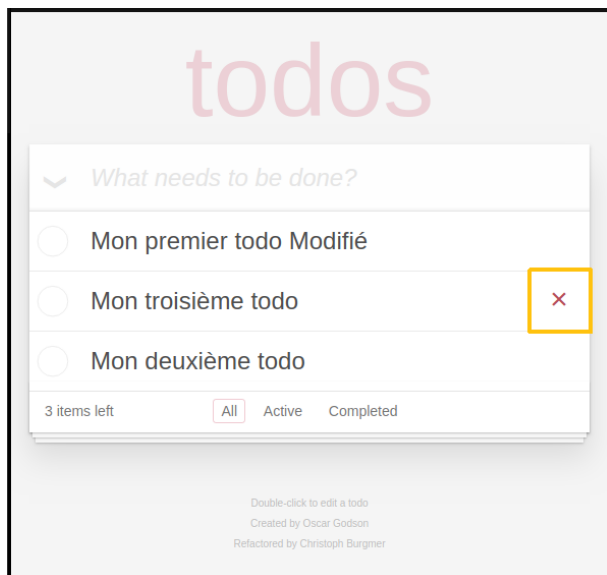 todos
What needs to be done?
Mon premier todo Modifié
Mon troisième todo
Mon deuxième todo
3 items left All Active Completed
Double-click to edit a todo
Created by Oscar Godson
Refactored by Christoph Burgmer